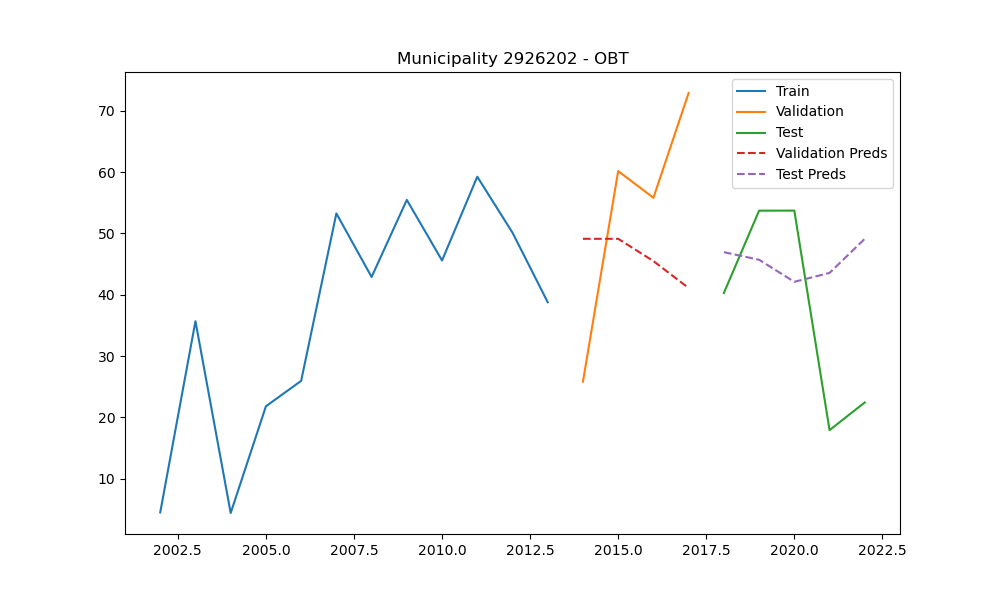 Municipality 2926202 - OBT
Train
Validation
Test
Validation Preds
Test Preds
70
60
50
40
30
20
10
2002.5 2005.0 2007.5 2010.0 2012.5 2015.0 2017.5 2020.0 2022.5